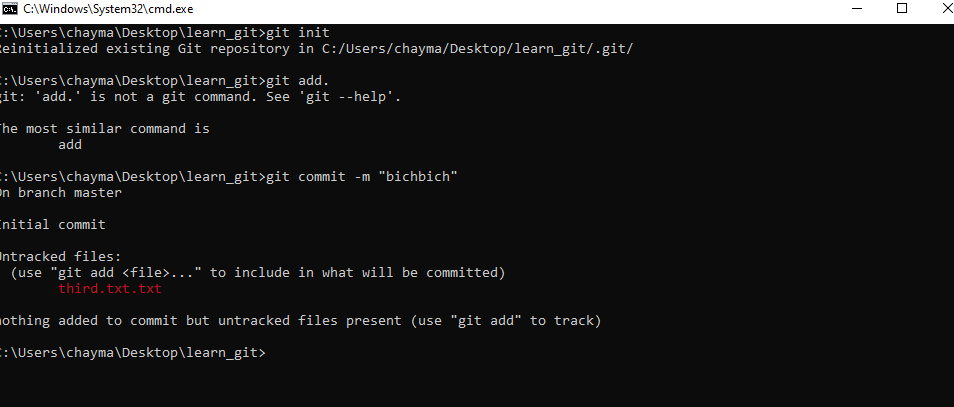 C:\Windows\System32\cmd.exe
C:\Users\chayma\Desktop\learn_git>git init
Reinitialized existing Git repository in C:/Users/chayma/Desktop/learn_git/.git/
C:\Users\chayma\Desktop\learn_git>git add.
git: 'add.' is not a git command. See 'git --help'.
The most similar command is
add
C:\Users\chayma\Desktop\learn_git>git commit -m "bichbich"
On branch master
Initial commit
Untracked files:
(use "git add <file>..." to include in what will be committed)
third.txt.txt
nothing added to commit but untracked files present (use "git add" to track)
C:\Users\chayma\Desktop\learn_git>